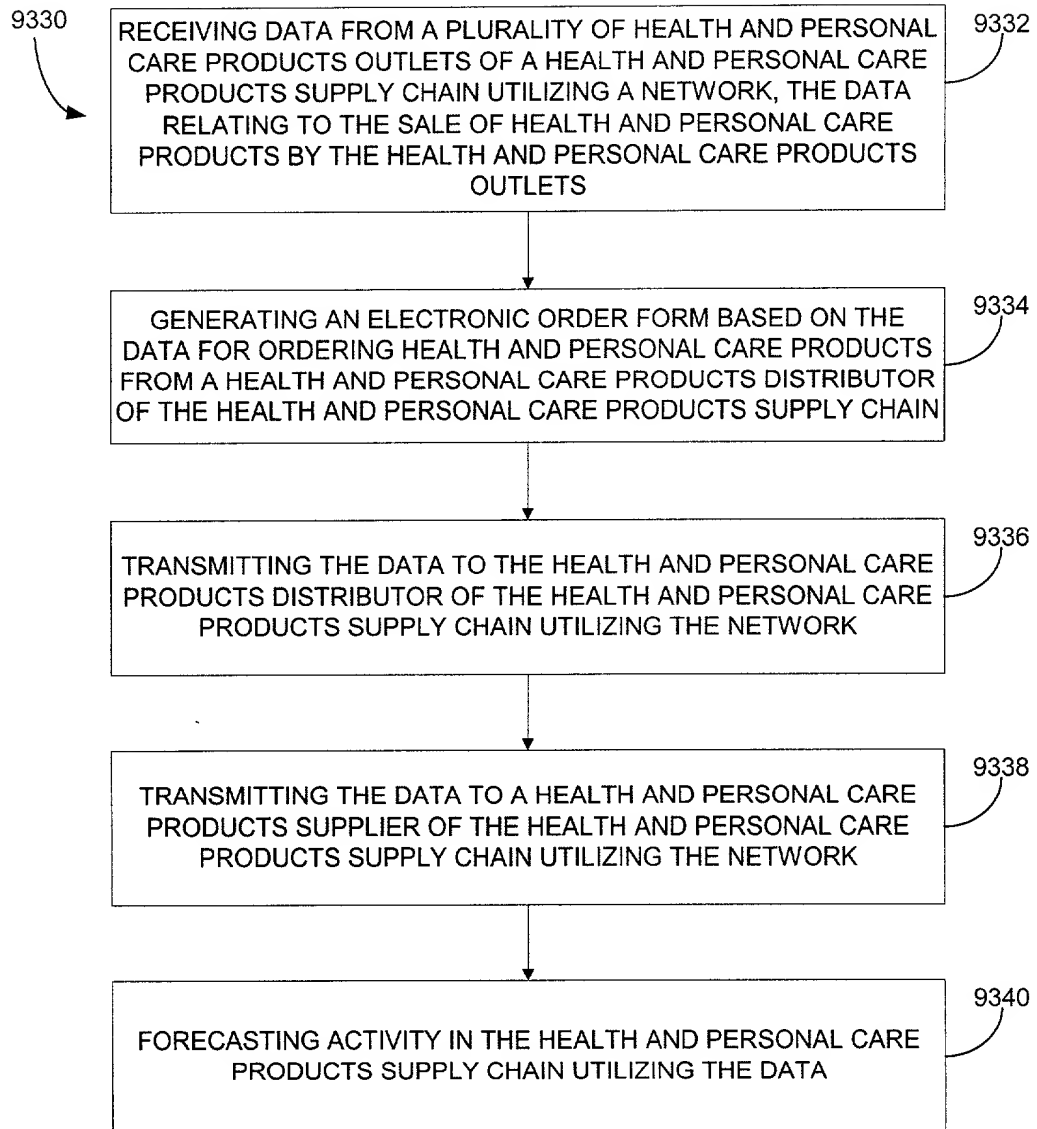 9330
RECEIVING DATA FROM A PLURALITY OF HEALTH AND PERSONAL
CARE PRODUCTS OUTLETS OF A HEALTH AND PERSONAL CARE
PRODUCTS SUPPLY CHAIN UTILIZING A NETWORK, THE DATA
RELATING TO THE SALE OF HEALTH AND PERSONAL CARE
PRODUCTS BY THE HEALTH AND PERSONAL CARE PRODUCTS
OUTLETS
9332
GENERATING AN ELECTRONIC ORDER FORM BASED ON THE
DATA FOR ORDERING HEALTH AND PERSONAL CARE PRODUCTS
FROM A HEALTH AND PERSONAL CARE PRODUCTS DISTRIBUTOR
OF THE HEALTH AND PERSONAL CARE PRODUCTS SUPPLY CHAIN
9334
TRANSMITTING THE DATA TO THE HEALTH AND PERSONAL CARE
PRODUCTS DISTRIBUTOR OF THE HEALTH AND PERSONAL CARE
PRODUCTS SUPPLY CHAIN UTILIZING THE NETWORK
9336
TRANSMITTING THE DATA TO A HEALTH AND PERSONAL CARE
PRODUCTS SUPPLIER OF THE HEALTH AND PERSONAL CARE
PRODUCTS SUPPLY CHAIN UTILIZING THE NETWORK
9338
FORECASTING ACTIVITY IN THE HEALTH AND PERSONAL CARE
PRODUCTS SUPPLY CHAIN UTILIZING THE DATA
9340